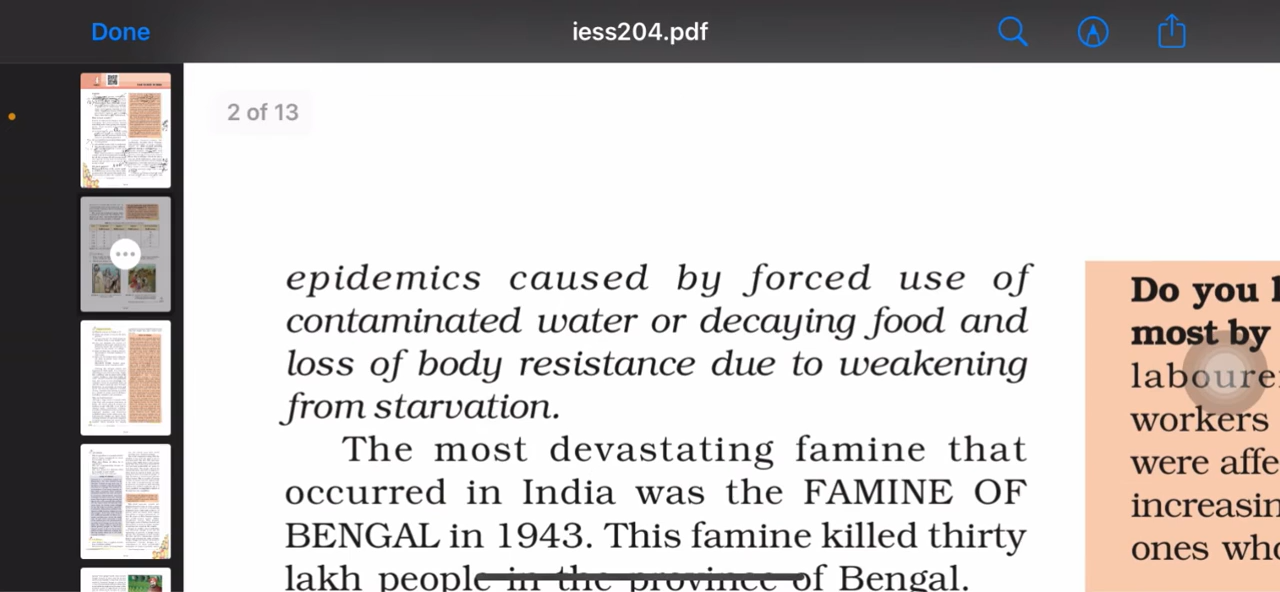 Done
iess204.pdf
2 of 13
epidemics caused by forced use of
contaminated water or decaying food and
loss of body resistance due to weakening
from starvation.
The most devastating famine that
occurred in India was the FAMINE OF
BENGAL in 1943. This famine killed thirty
lakh people in the province of Bengal.
Do you
most by
laboure
workers
were affe
increasin
ones who